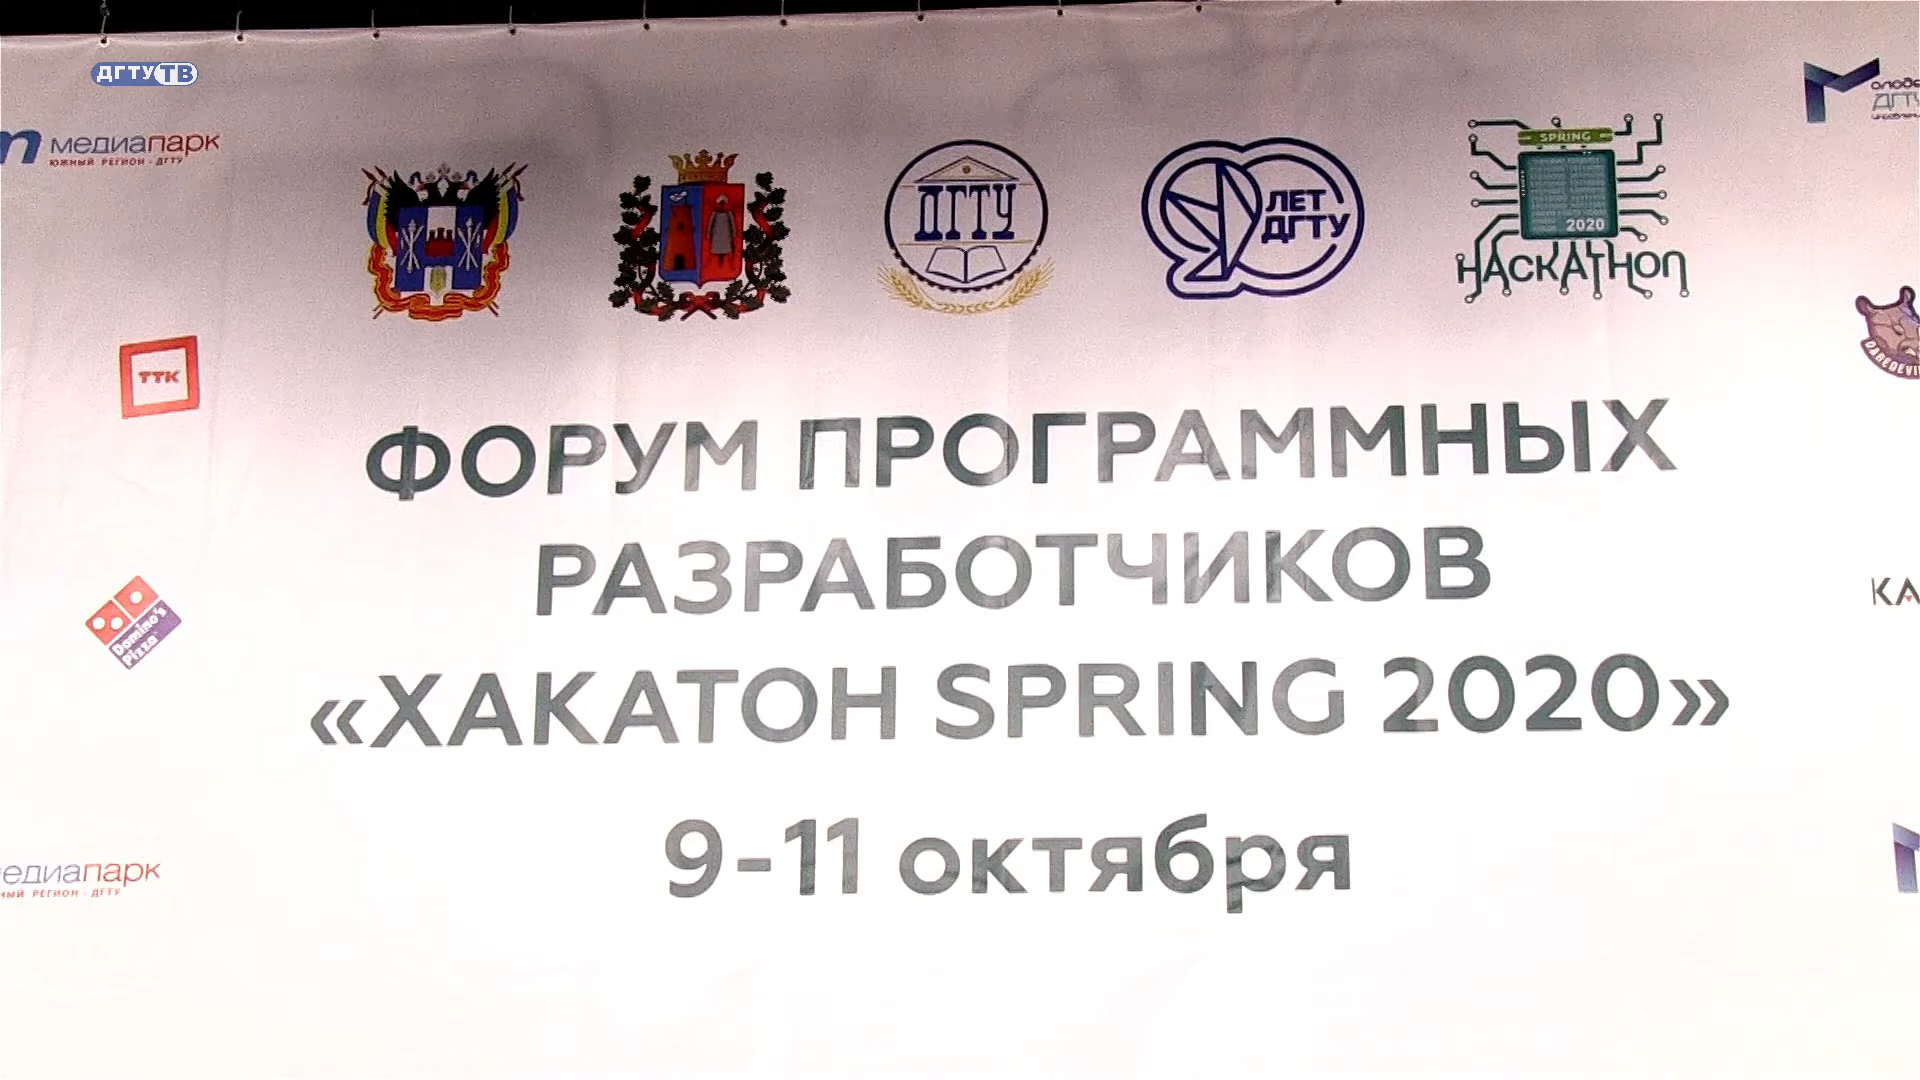 ДГТУ ТВ
медиапарк
ЮЖНЫЙ РЕГИОН - ДГТУ
ДГТУ
90 ЛЕТ
ДГТУ
SPRING
2020
HACKATHON
ТТК
ФОРУМ ПРОГРАММНЫХ
РАЗРАБОТЧИКОВ
«ХАКАТОН SPRING 2020»
9-11 октября
Domino's
Pizza